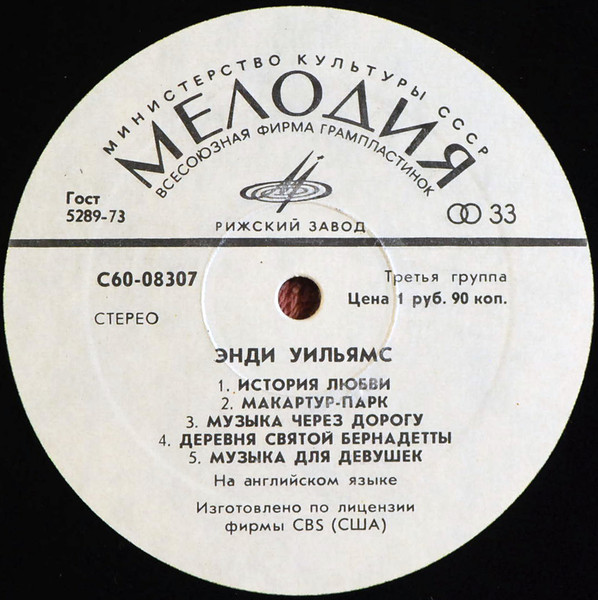 МИНИСТЕРСТВО КУЛЬТУРЫ СССР
МЕЛОДИЯ
ВСЕСОЮЗНАЯ ФИРМА ГРАМПЛАСТИНОК
Гост
5289-73
РИЖСКИЙ ЗАВОД
33
С60-08307
Третья группа
Цена 1 руб. 90 коп.
СТЕРЕО
ЭНДИ УИЛЬЯМС
1. ИСТОРИЯ ЛЮБВИ
2. МАКАРТУР-ПАРК
3. МУЗЫКА ЧЕРЕЗ ДОРОГУ
4. ДЕРЕВНЯ СВЯТОЙ БЕРНАДЕТТЫ
5. МУЗЫКА ДЛЯ ДЕВУШЕК
На английском языке
Изготовлено по лицензии
фирмы CBS (США)